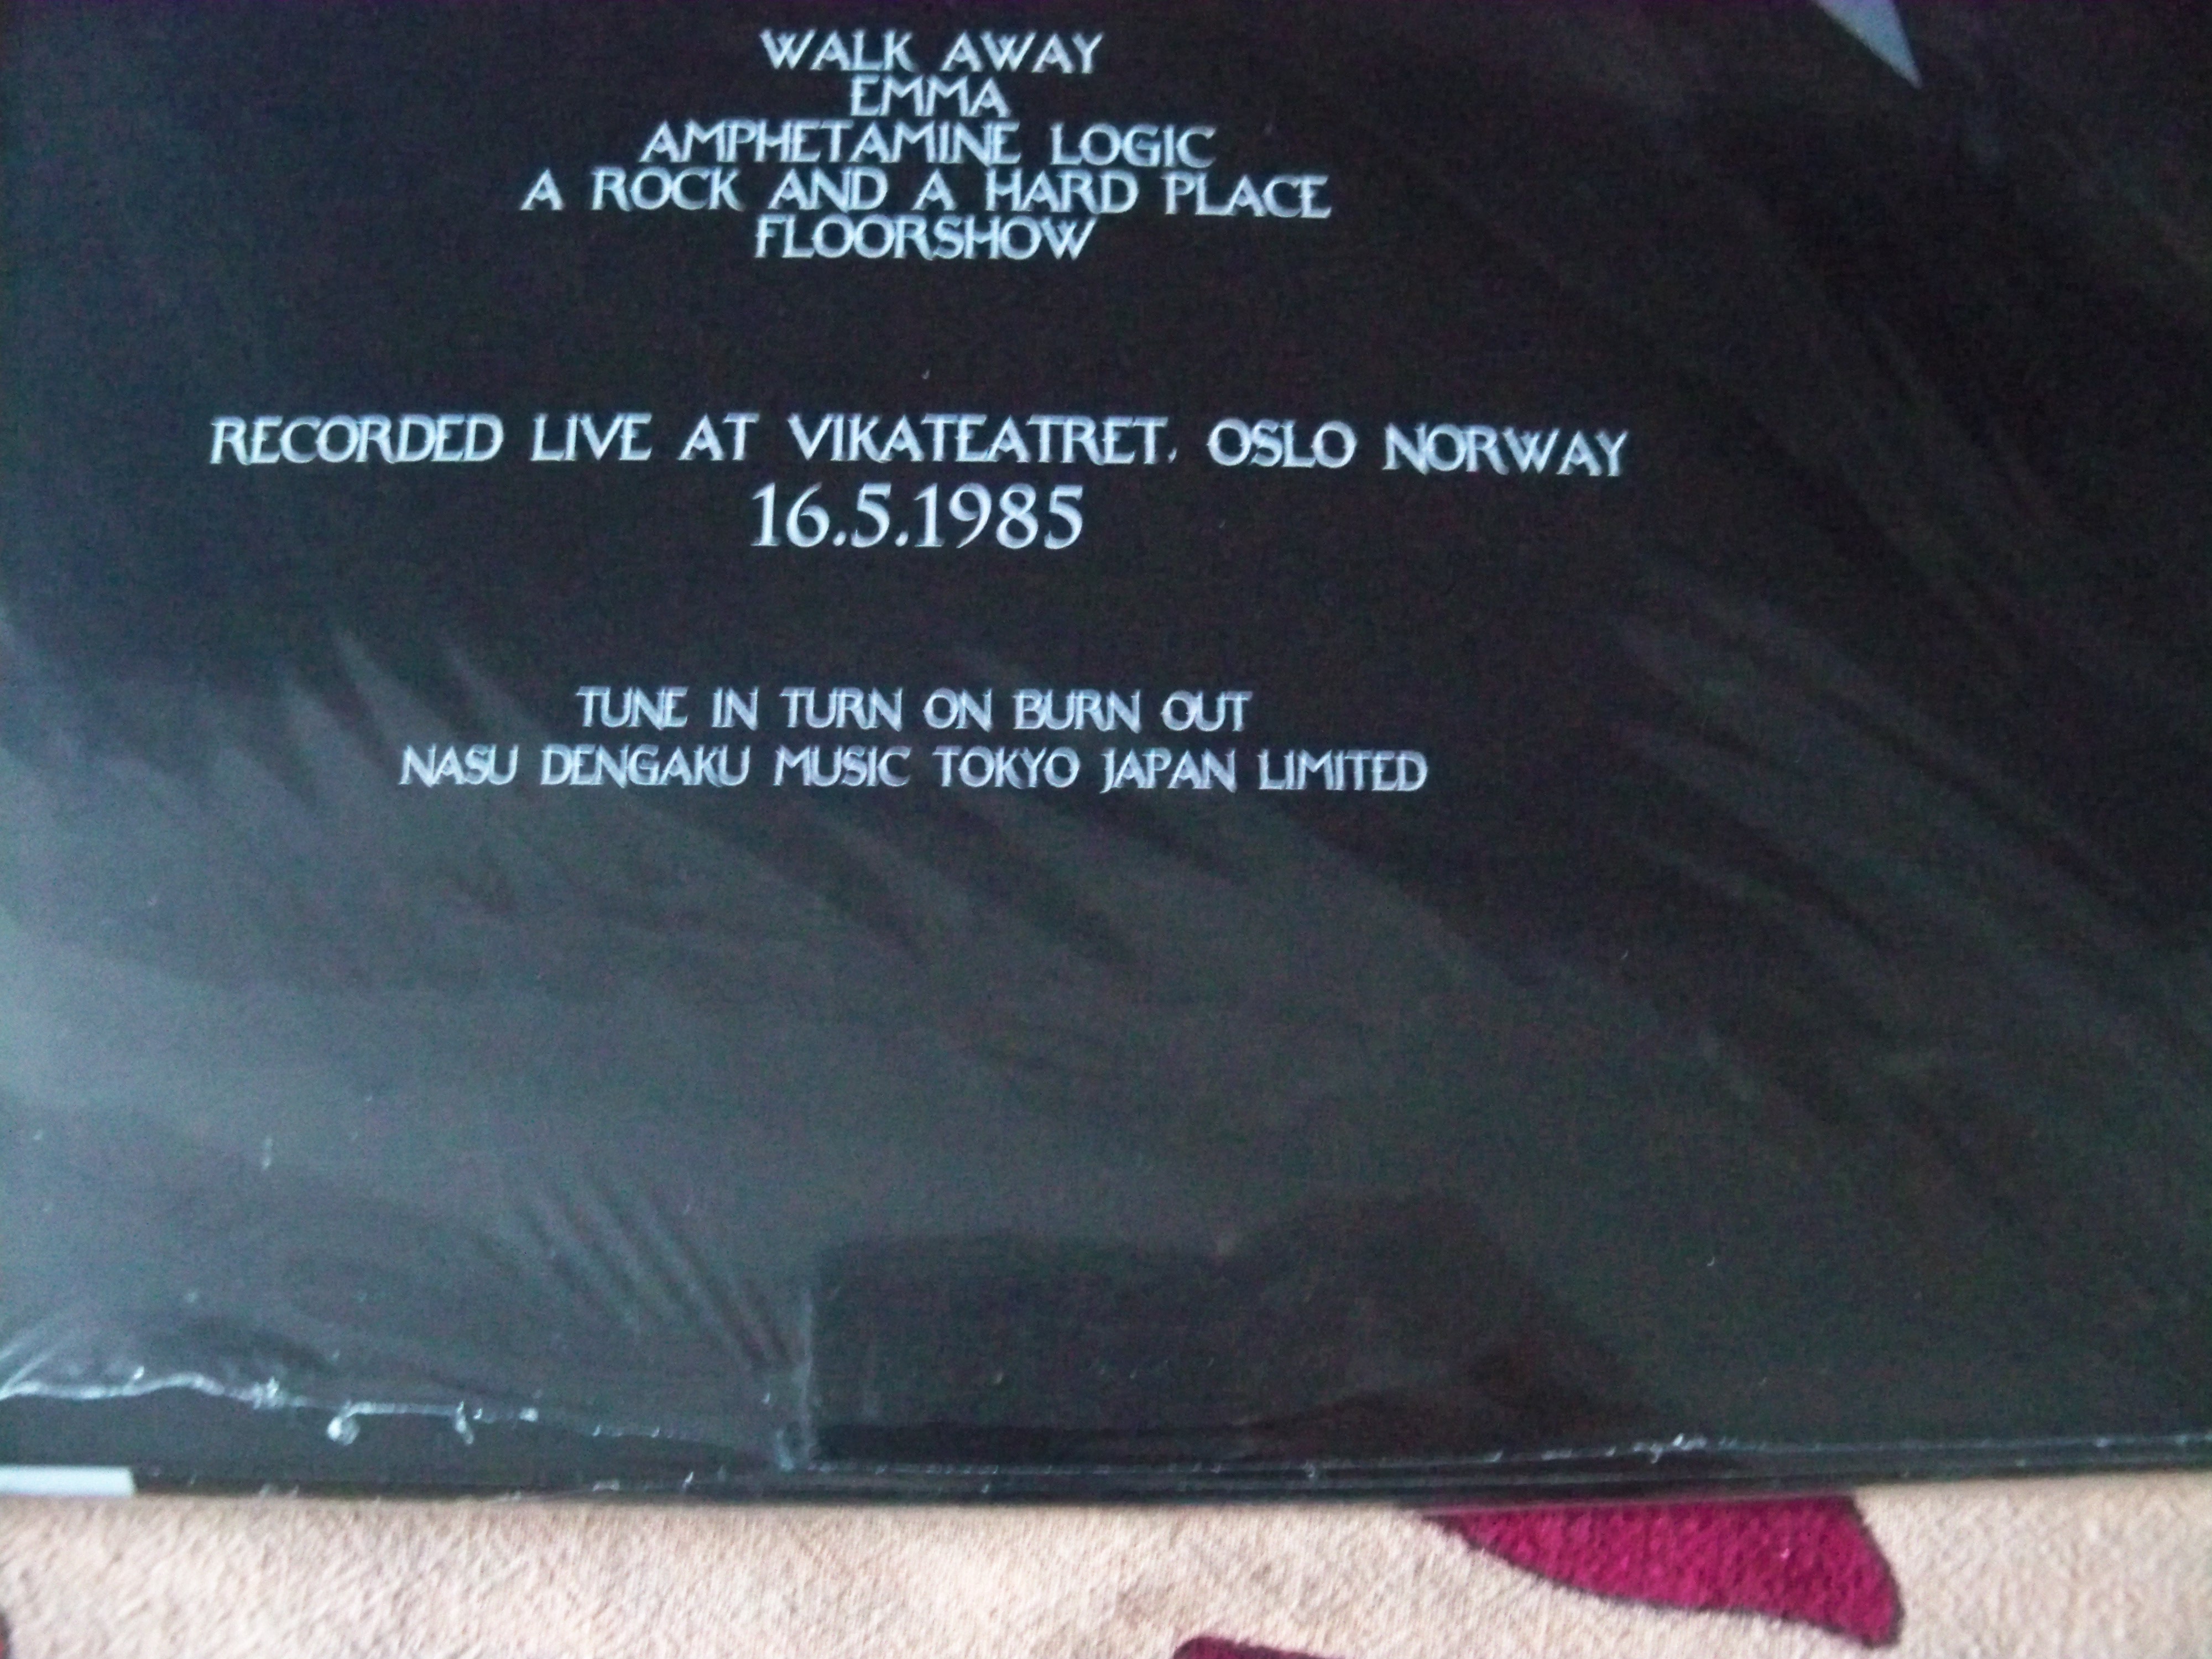 WALK AWAY
EMMA
AMPHETAMINE LOGIC
A ROCK AND A HARD PLACE
FLOORSHOW
RECORDED LIVE AT VIKATEATRET, OSLO NORWAY
16.5.1985
TUNE IN TURN ON BURN OUT
NASU DENGAKU MUSIC TOKYO JAPAN LIMITED